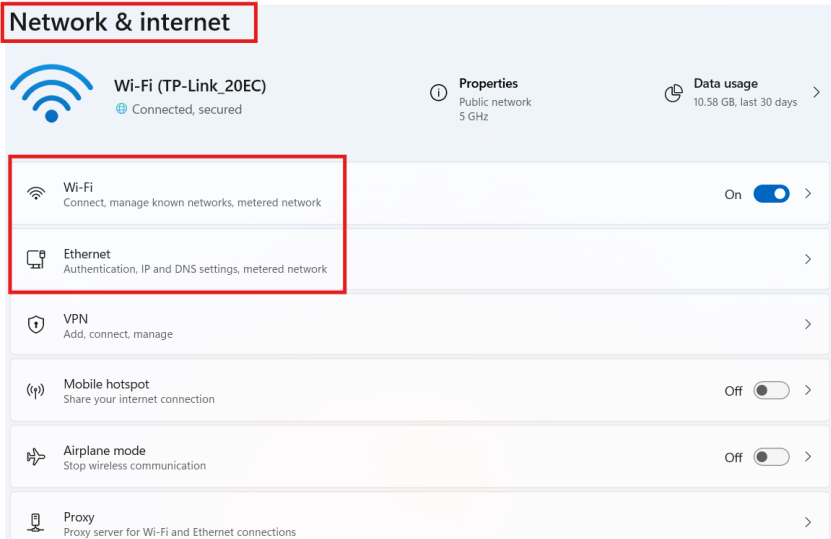 Network & internet
Wi-Fi (TP-Link_20EC)
Connected, secured
Properties
Public network
5 GHz
Data usage
10.58 GB, last 30 days
Wi-Fi
Connect, manage known networks, metered network
On
Ethernet
Authentication, IP and DNS settings, metered network
VPN
Add, connect, manage
Mobile hotspot
Share your internet connection
Off
Airplane mode
Stop wireless communication
Off
Proxy
Proxy server for Wi-Fi and Ethernet connections